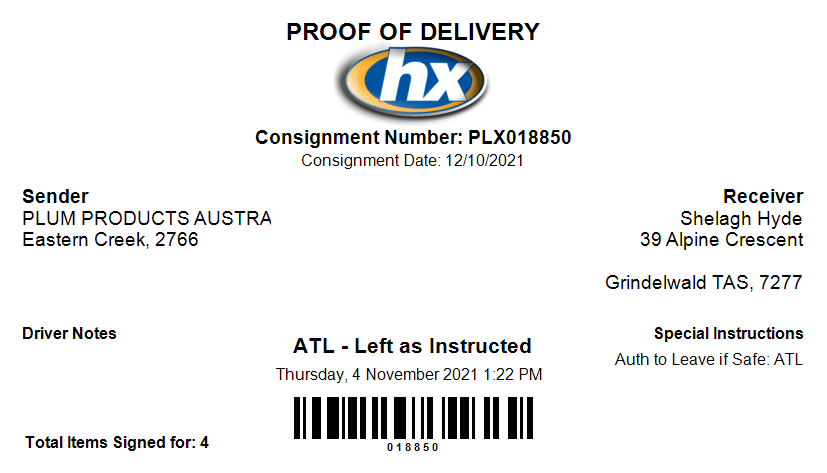 PROOF OF DELIVERY
hx
Consignment Number: PLX018850
Consignment Date: 12/10/2021
Sender
PLUM PRODUCTS AUSTRA
Eastern Creek, 2766
Receiver
Shelagh Hyde
39 Alpine Crescent
Grindelwald TAS, 7277
Driver Notes
ATL - Left as Instructed
Thursday, 4 November 2021 1:22 PM
Special Instructions
Auth to Leave if Safe: ATL
018850
Total Items Signed for: 4